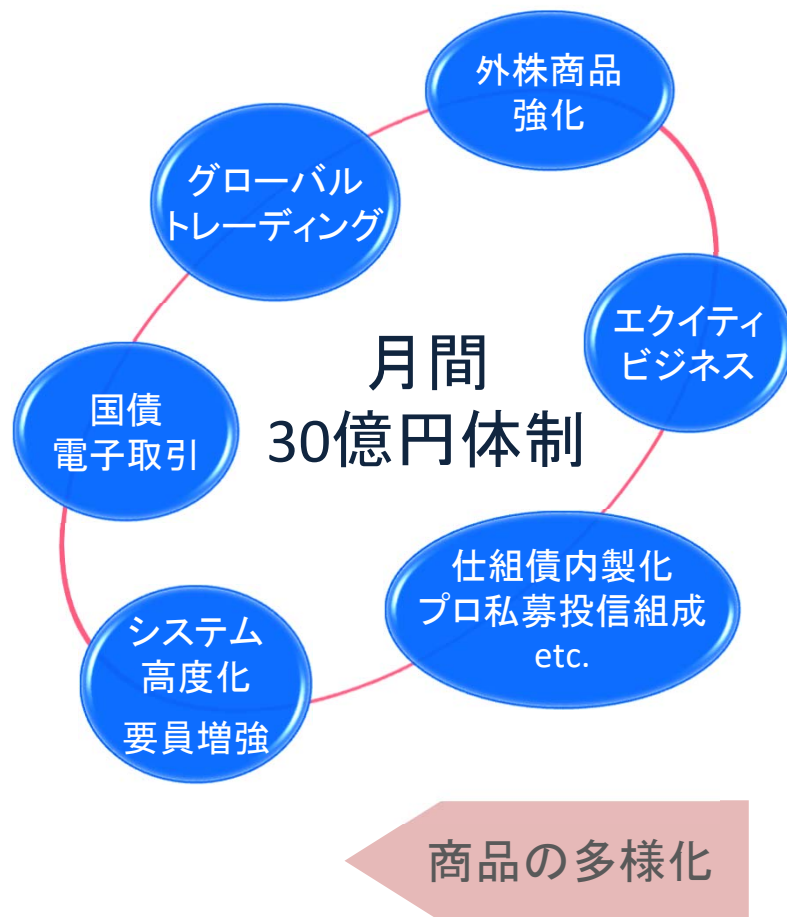 外株商品
強化
グローバル
トレーディング
エクイティ
ビジネス
月間
30億円体制
国債
電子取引
仕組債内製化
プロ私募投信組成
etc.
システム
高度化
要員増強
商品の多様化